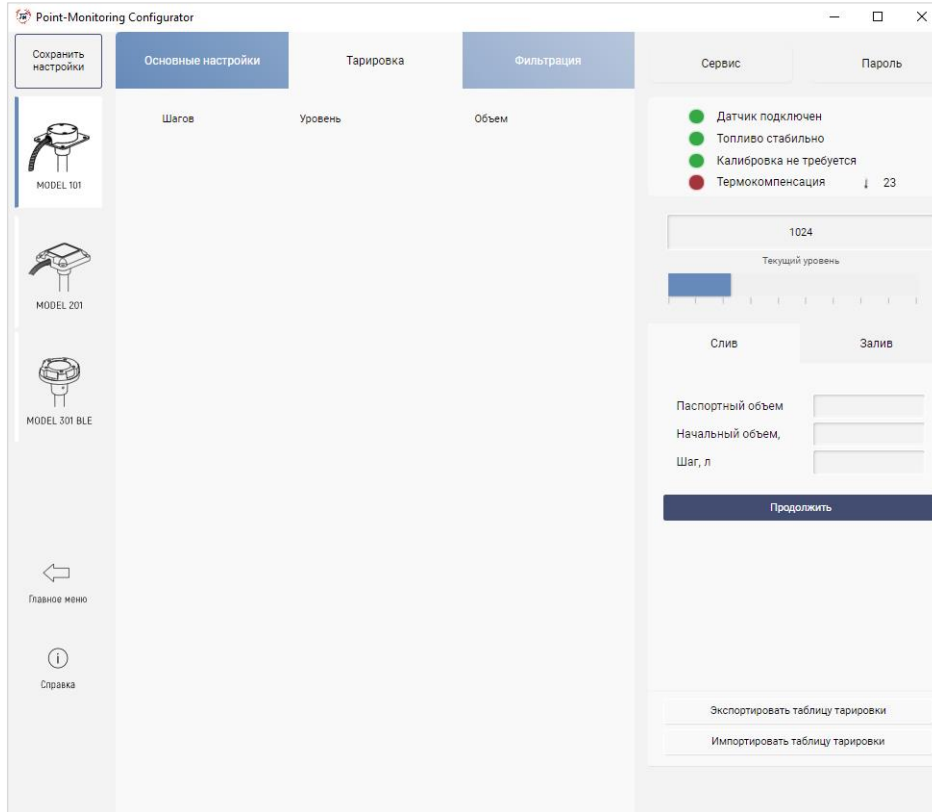 Point-Monitoring Configurator
Сохранить
настройки
Основные настройки
Тарировка
Фильтрация
Сервис
Пароль
MODEL 101
MODEL 201
MODEL 301 BLE
Главное меню
Справка
Шагов
Уровень
Объем
Датчик подключен
Топливо стабильно
Калибровка не требуется
Термокомпенсация 23
1024
Текущий уровень
Слив
Залив
Паспортный объем
Начальный объем,
Шаг, л
Продолжить
Экспортировать таблицу тарировки
Импортировать таблицу тарировки